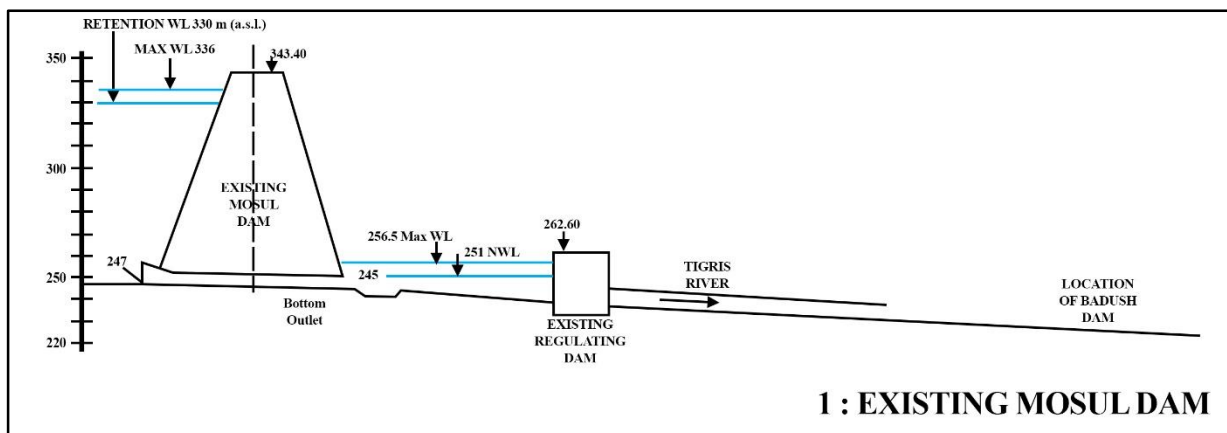 RETENTION WL 330 m (a.s.l.)
MAX WL 336
343.40
350
300
250
220
EXISTING
MOSUL
DAM
247
Bottom
Outlet
256.5 Max WL
251 NWL
245
262.60
EXISTING
REGULATING
DAM
TIGRIS
RIVER
LOCATION
OF BADUSH
DAM
1 : EXISTING MOSUL DAM